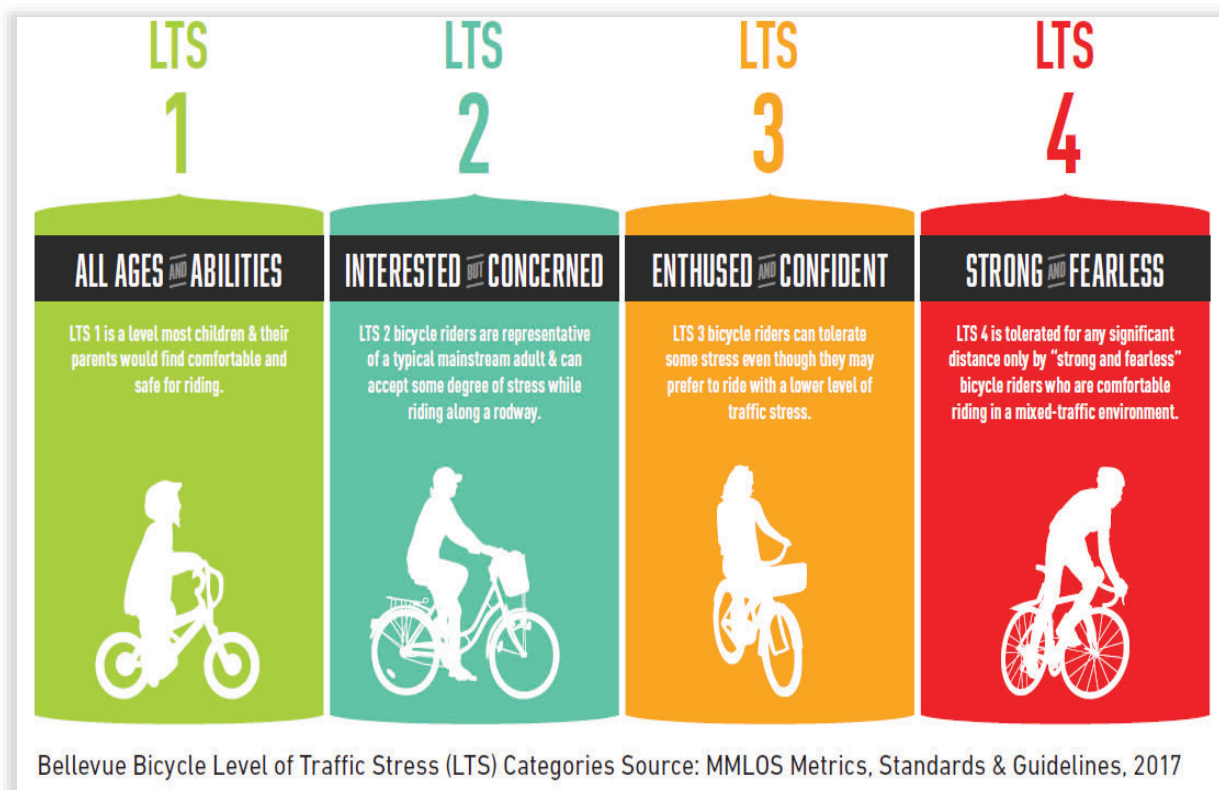 LTS
1
ALL AGES AND ABILITIES
LTS 1 is a level most children & their
parents would find comfortable and
safe for riding.
LTS
2
INTERESTED BUT CONCERNED
LTS 2 bicycle riders are representative
of a typical mainstream adult & can
accept some degree of stress while
riding along a rodway.
LTS
3
ENTHUSED AND CONFIDENT
LTS 3 bicycle riders can tolerate
some stress even though they may
prefer to ride with a lower level of
traffic stress.
LTS
4
STRONG AND FEARLESS
LTS 4 is tolerated for any significant
distance only by “strong and fearless”
bicycle riders who are comfortable
riding in a mixed-traffic environment.
Bellevue Bicycle Level of Traffic Stress (LTS) Categories Source: MMLOS Metrics, Standards & Guidelines, 2017